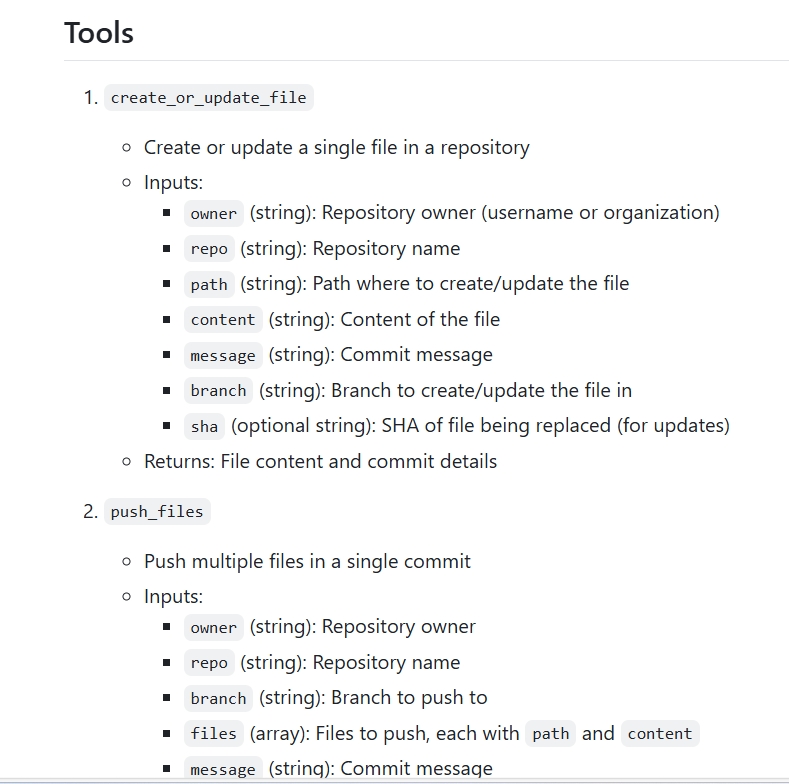 Tools
1. create_or_update_file
Create or update a single file in a repository
Inputs:
owner (string): Repository owner (username or organization)
repo (string): Repository name
path (string): Path where to create/update the file
content (string): Content of the file
message (string): Commit message
branch (string): Branch to create/update the file in
sha (optional string): SHA of file being replaced (for updates)
Returns: File content and commit details
2. push_files
Push multiple files in a single commit
Inputs:
owner (string): Repository owner
repo (string): Repository name
branch (string): Branch to push to
files (array): Files to push, each with path and content
message (string): Commit message